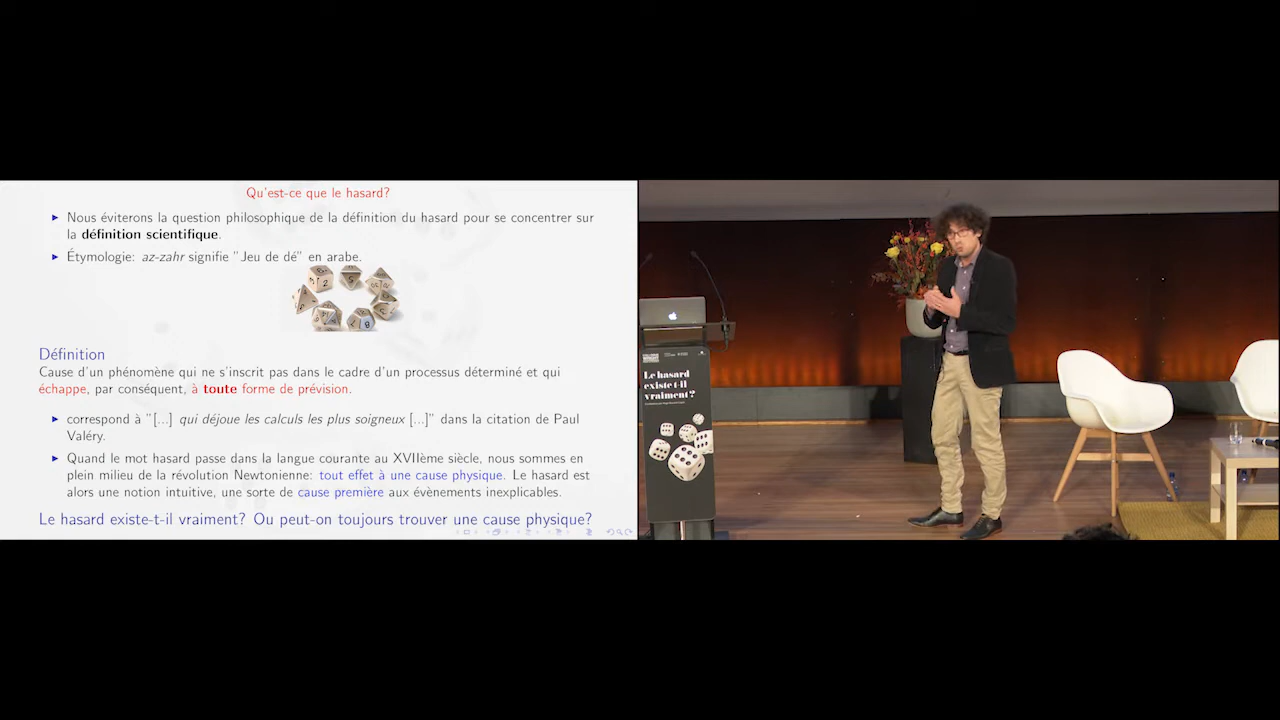 Qu'est-ce que le hasard?
▶ Nous éviterons la question philosophique de la définition du hasard pour se concentrer sur
la définition scientifique.
▶ Étymologie: az-zahr signifie "Jeu de dé" en arabe.
Définition
Cause d'un phénomène qui ne s'inscrit pas dans le cadre d'un processus déterminé et qui
échappe, par conséquent, à toute forme de prévision.
▶ correspond à "[...] qui déjoue les calculs les plus soigneux [...]" dans la citation de Paul
Valéry.
▶ Quand le mot hasard passe dans la langue courante au XVIIème siècle, nous sommes en
plein milieu de la révolution Newtonienne: tout effet à une cause physique. Le hasard est
alors une notion intuitive, une sorte de cause première aux évènements inexplicables.
Le hasard existe-t-il vraiment? Ou peut-on toujours trouver une cause physique?
Le hasard
existe-t-il
vraiment ?